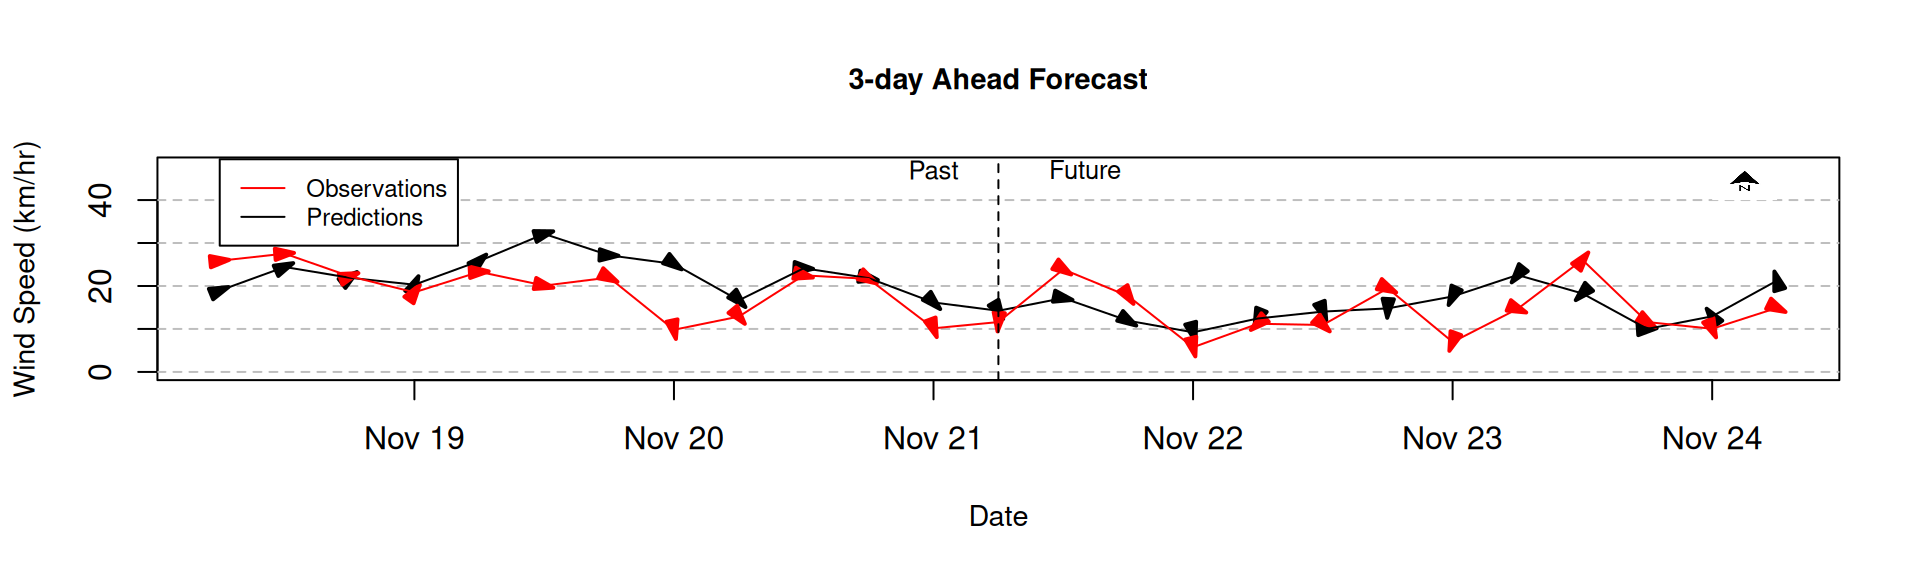 3-day Ahead Forecast
Wind Speed (km/hr)
40
20
0
Observations
Predictions
Past
Future
N
Nov 19
Nov 20
Nov 21
Nov 22
Nov 23
Nov 24
Date